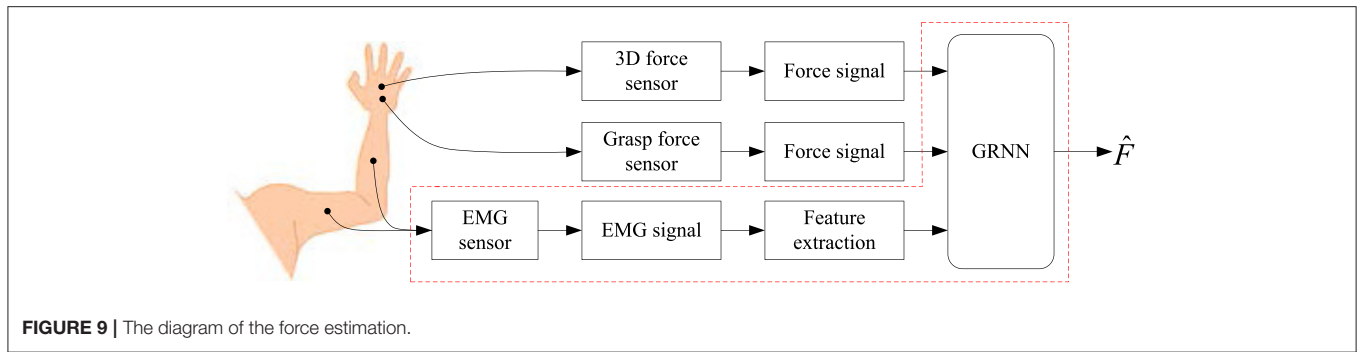 3D force
sensor
Force signal
Grasp force
sensor
Force signal
GRNN
F̂
EMG
sensor
EMG signal
Feature
extraction
FIGURE 9 | The diagram of the force estimation.